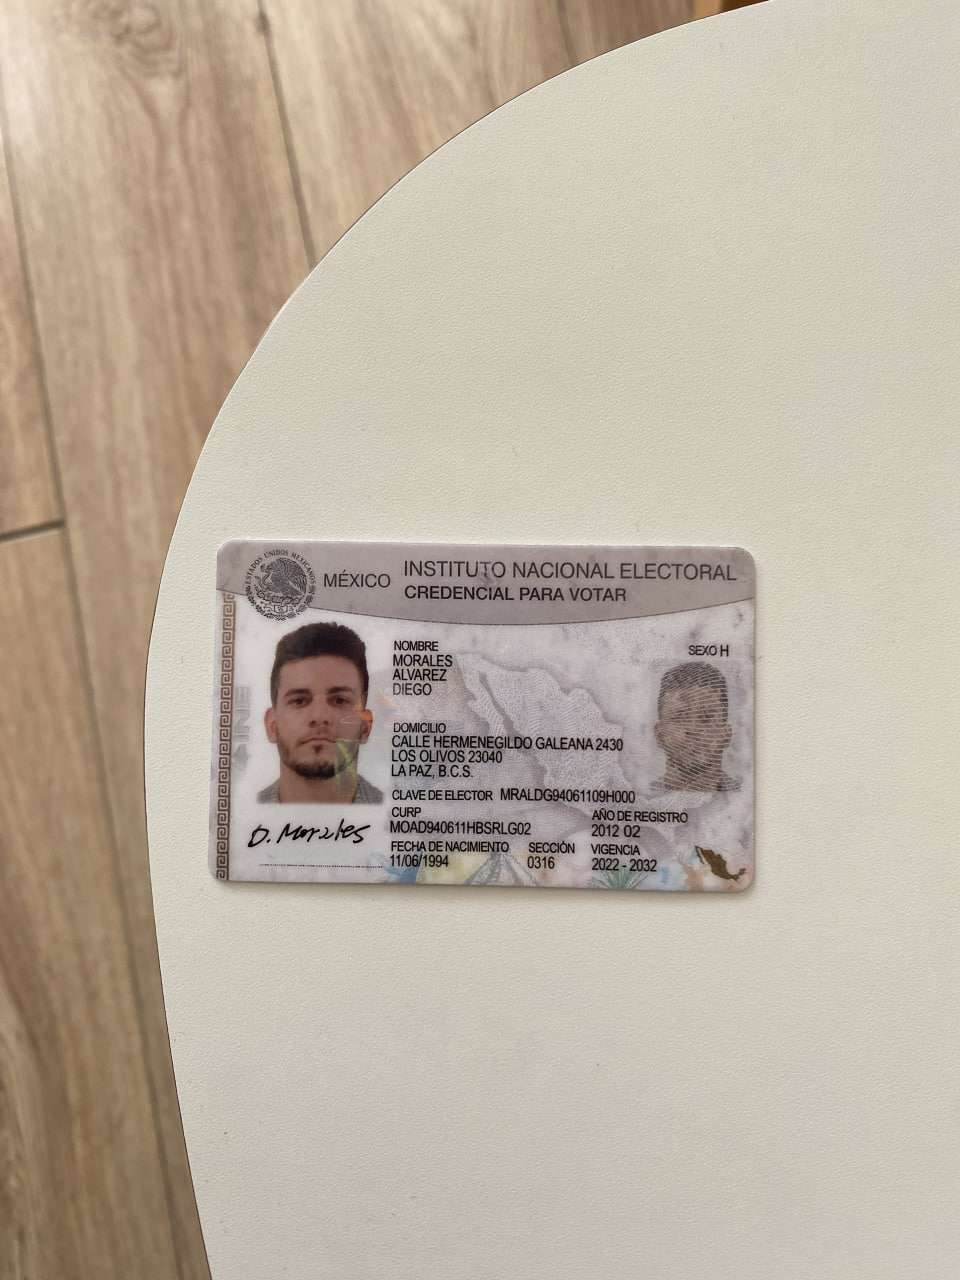 ESTADOS UNIDOS MEXICANOS
MÉXICO
INSTITUTO NACIONAL ELECTORAL
CREDENCIAL PARA VOTAR
INE
NOMBRE
MORALES
ALVAREZ
DIEGO
SEXO H
DOMICILIO
CALLE HERMENEGILDO GALEANA 2430
LOS OLIVOS 23040
LA PAZ, B.C.S.
CLAVE DE ELECTOR MRALDG94061109H000
CURP
MOAD940611HBSRLG02
AÑO DE REGISTRO
2012 02
FECHA DE NACIMIENTO
11/06/1994
SECCIÓN
0316
VIGENCIA
2022 - 2032
D. Morales